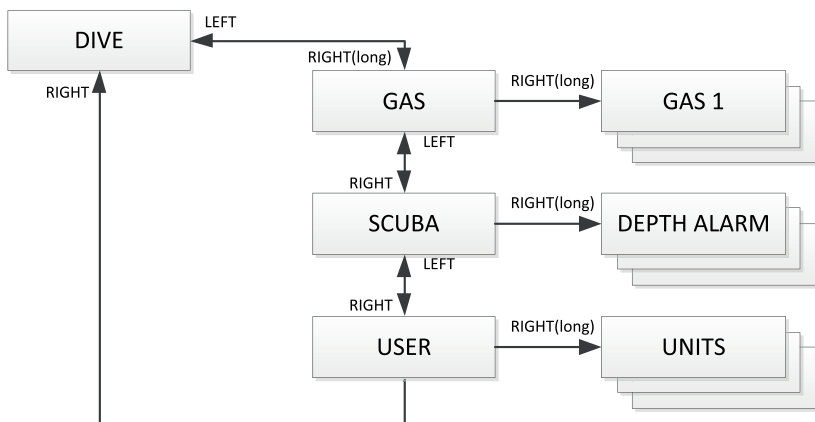 LEFT
DIVE
RIGHT(long)
RIGHT
GAS
RIGHT(long)
GAS 1
LEFT
RIGHT
SCUBA
RIGHT(long)
DEPTH ALARM
LEFT
RIGHT
USER
RIGHT(long)
UNITS